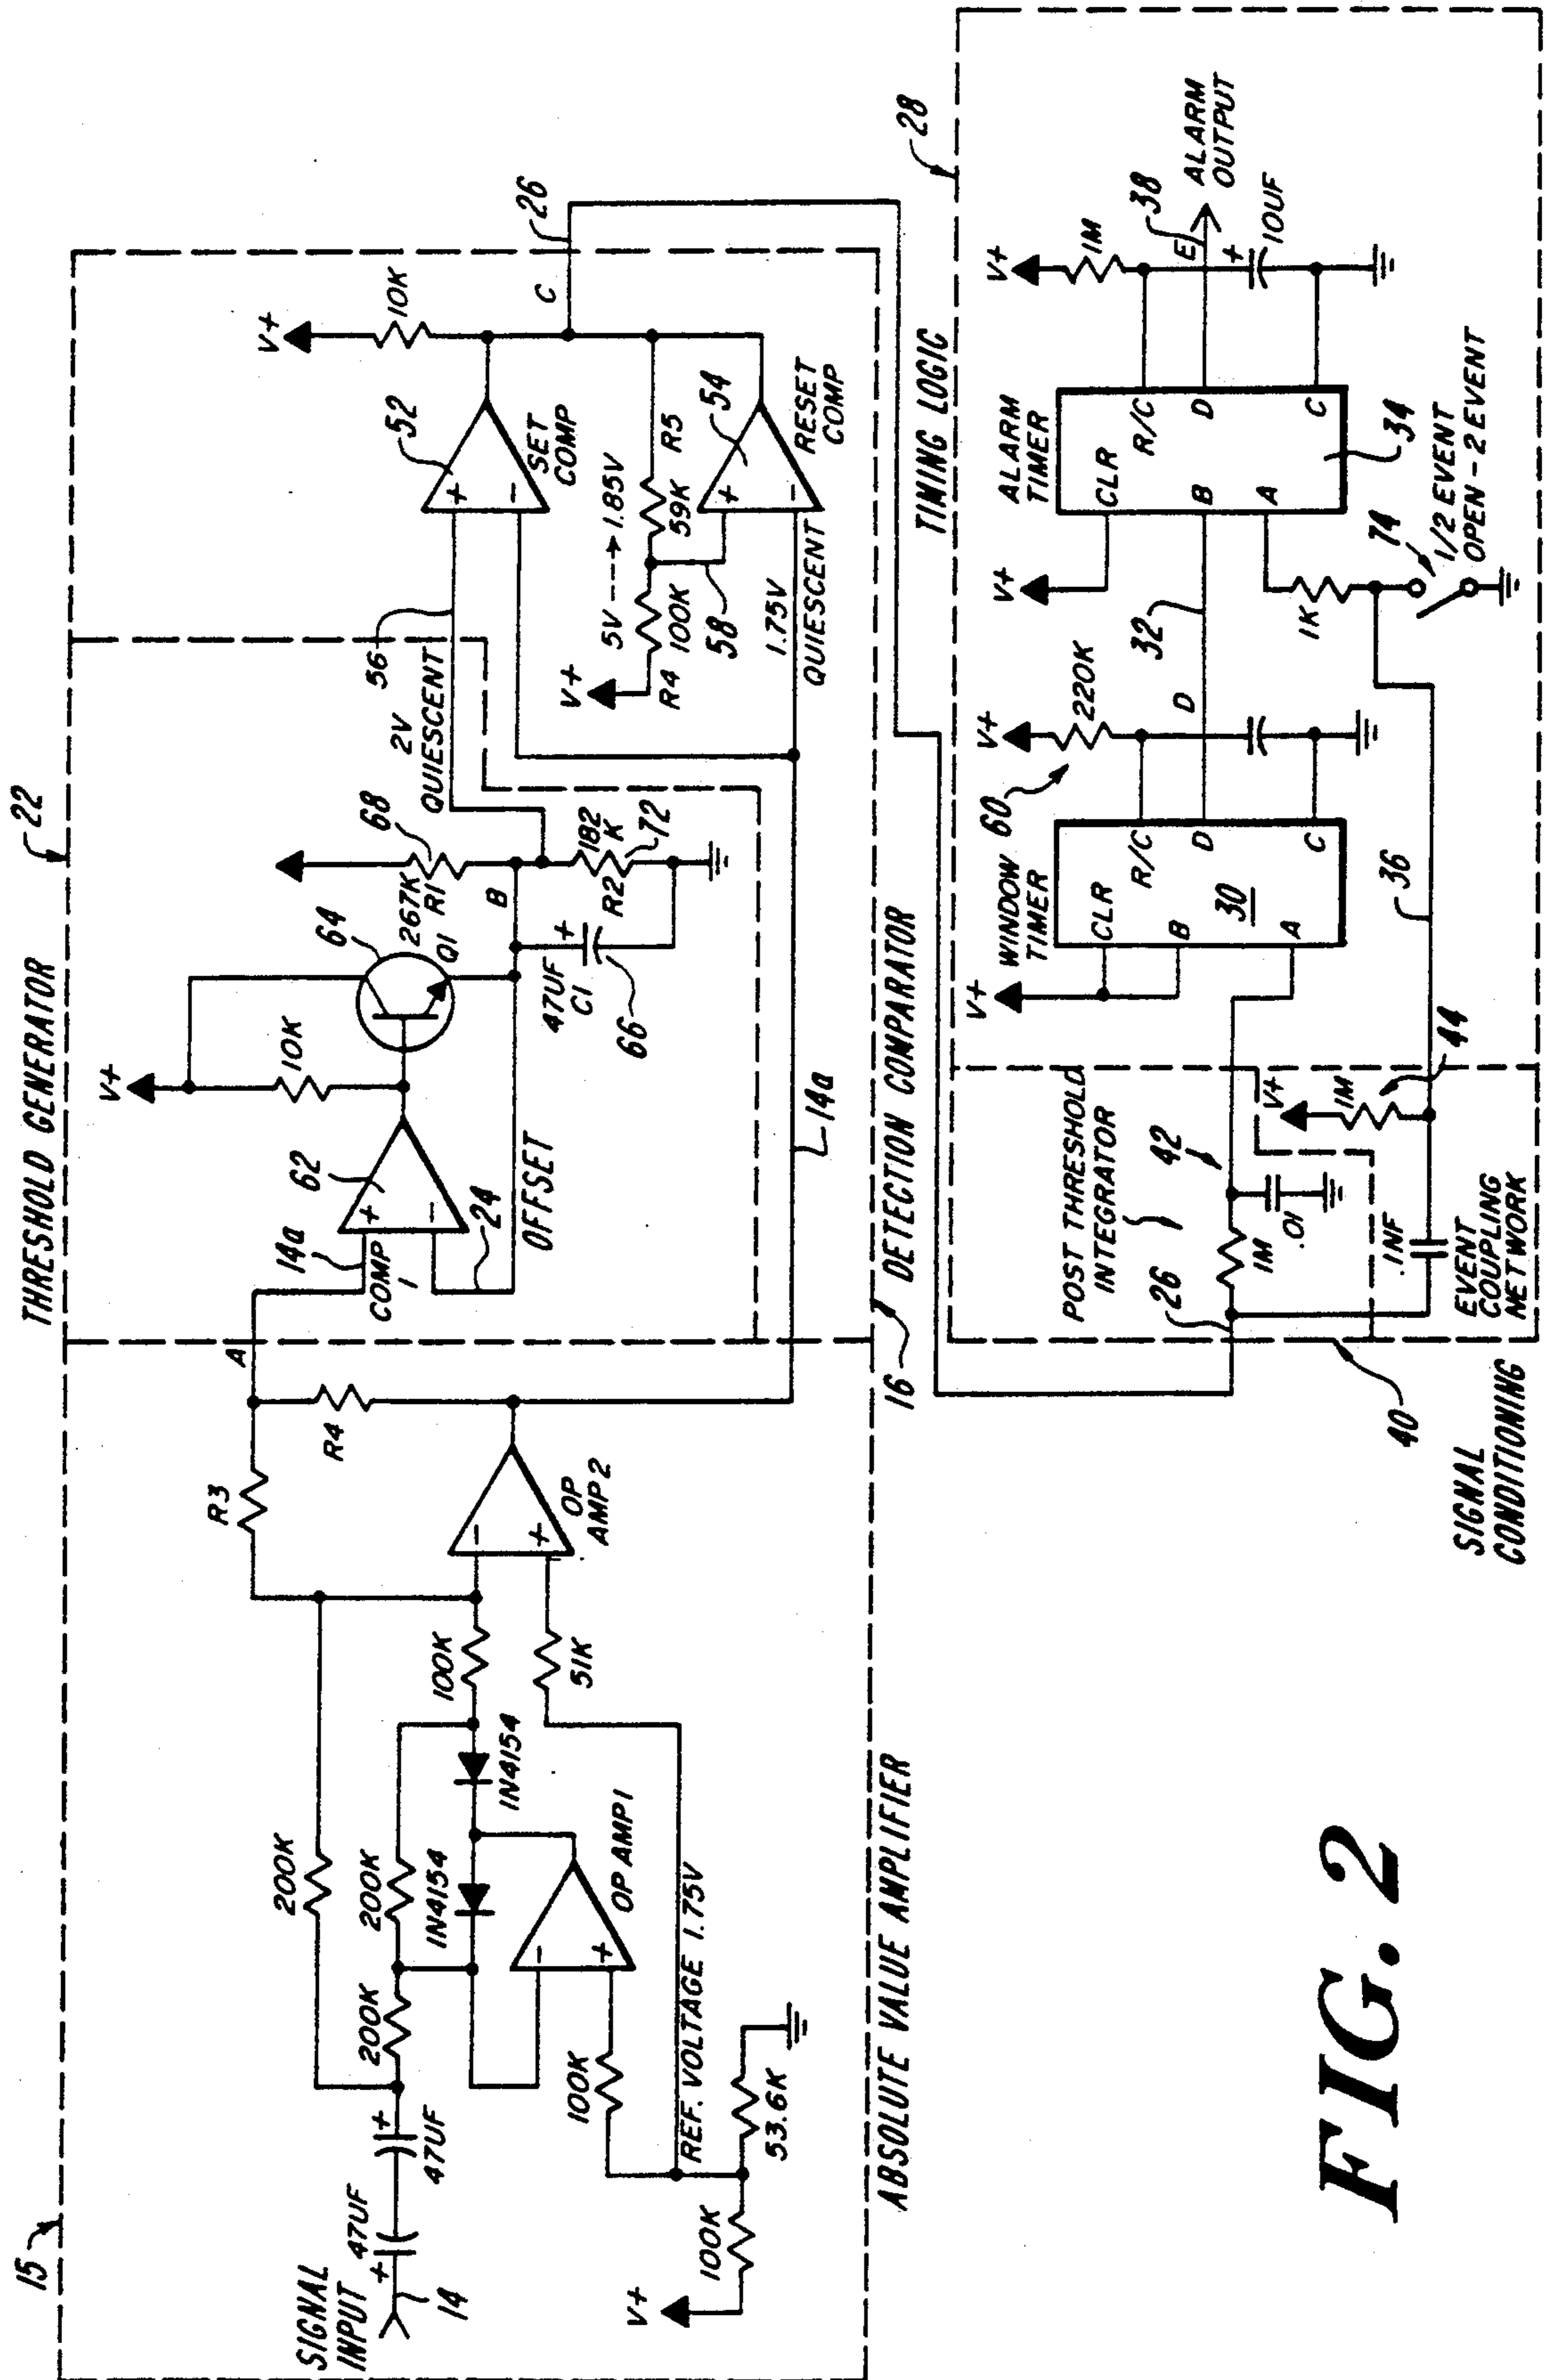 THRESHOLD GENERATOR
22
15
SIGNAL
INPUT
14
+
47UF
+
47UF
200K
200K
200K
1N4154
1N4154
100K
-
+
OP AMP1
100K
REF. VOLTAGE 1.75V
V+
100K
53.6K
51K
-
+
OP
AMP 2
R3
R4
A
ABSOLUTE VALUE AMPLIFIER
14a
COMP
1
+
-
62
24
OFFSET
V+
10K
64
Q1
267K
R1
68
B
47UF
C1
+
66
R2
182
K
72
2V
QUIESCENT
56
14a
16
DETECTION COMPARATOR
+
-
52
SET
COMP
V+
10K
C
26
V+
R4
5V ----> 1.85V
100K
59K
R5
58
+
-
54
RESET
COMP
1.75V
QUIESCENT
TIMING LOGIC
28
40
SIGNAL
CONDITIONING
26
POST THRESHOLD
INTEGRATOR
42
1M
.01
V+
1M
44
.1NF
EVENT
COUPLING
NETWORK
36
V+
WINDOW
TIMER
CLR
B
A
R/C
D
C
30
60
V+
220K
D
32
V+
ALARM
TIMER
CLR
B
A
R/C
D
C
34
1K
74
1/2 EVENT
OPEN-2 EVENT
V+
1M
E
38
ALARM
OUTPUT
+
10UF
FIG. 2